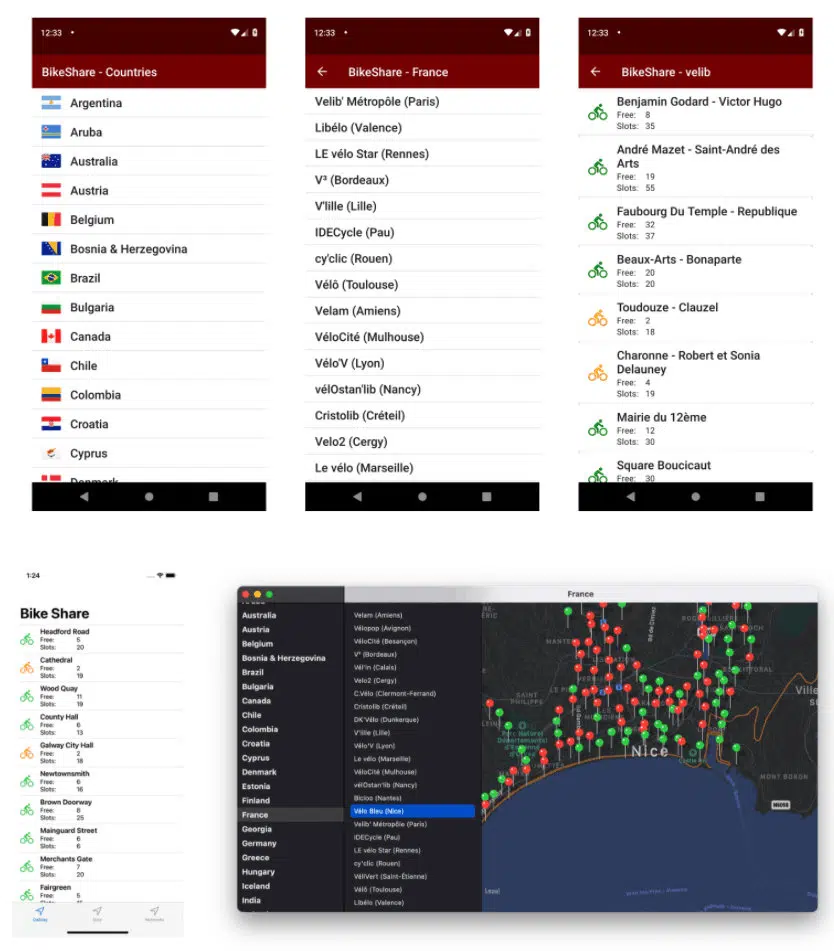 12:33
BikeShare - Countries
Argentina
Aruba
Australia
Austria
Belgium
Bosnia & Herzegovina
Brazil
Bulgaria
Canada
Chile
Colombia
Croatia
Cyprus
Denmark
12:33
BikeShare - France
Velib' Métropôle (Paris)
Libélo (Valence)
LE vélo Star (Rennes)
V³ (Bordeaux)
V'lille (Lille)
IDECycle (Pau)
cy'clic (Rouen)
Vélô (Toulouse)
Velam (Amiens)
VéloCité (Mulhouse)
Vélo'V (Lyon)
vélOstan'lib (Nancy)
Cristolib (Créteil)
Velo2 (Cergy)
Le vélo (Marseille)
12:33
BikeShare - velib
Benjamin Godard - Victor Hugo
Free: 8
Slots: 35
André Mazet - Saint-André des
Arts
Free: 19
Slots: 55
Faubourg Du Temple - Republique
Free: 32
Slots: 37
Beaux-Arts - Bonaparte
Free: 20
Slots: 20
Toudouze - Clauzel
Free: 2
Slots: 18
Charonne - Robert et Sonia
Delauney
Free: 4
Slots: 19
Mairie du 12ème
Free: 12
Slots: 30
Square Boucicaut
Free: 30
1:24
Bike Share
Headford Road
Free: 5
Slots: 20
Cathedral
Free: 2
Slots: 19
Wood Quay
Free: 11
Slots: 19
County Hall
Free: 6
Slots: 13
Galway City Hall
Free: 2
Slots: 18
Newtownsmith
Free: 6
Slots: 16
Brown Doorway
Free: 8
Slots: 25
Mainguard Street
Free: 6
Slots: 6
Merchants Gate
Free: 7
Slots: 20
Fairgreen
Free: 5
France
Australia
Austria
Belgium
Bosnia & Herzegovina
Brazil
Bulgaria
Canada
Chile
Colombia
Croatia
Cyprus
Denmark
Estonia
Finland
France
Georgia
Germany
Greece
Hungary
Iceland
India
Velam (Amiens)
Vélopop (Avignon)
VéloCité (Besançon)
V³ (Bordeaux)
Vél'in (Calais)
Velo2 (Cergy)
C.Vélo (Clermont-Ferrand)
Cristolib (Créteil)
DK'Vélo (Dunkerque)
V'lille (Lille)
Vélo'V (Lyon)
Le vélo (Marseille)
VéloCité (Mulhouse)
vélOstan'lib (Nancy)
Bicloo (Nantes)
Vélo Bleu (Nice)
Velib' Métropôle (Paris)
IDECycle (Pau)
LE vélo Star (Rennes)
cy'clic (Rouen)
VéliVert (Saint-Étienne)
Vélô (Toulouse)
Libélo (Valence)
SAINT
PHILIPPE
Parc Naturel
Départemental
Nice
Ville
MONT BORON